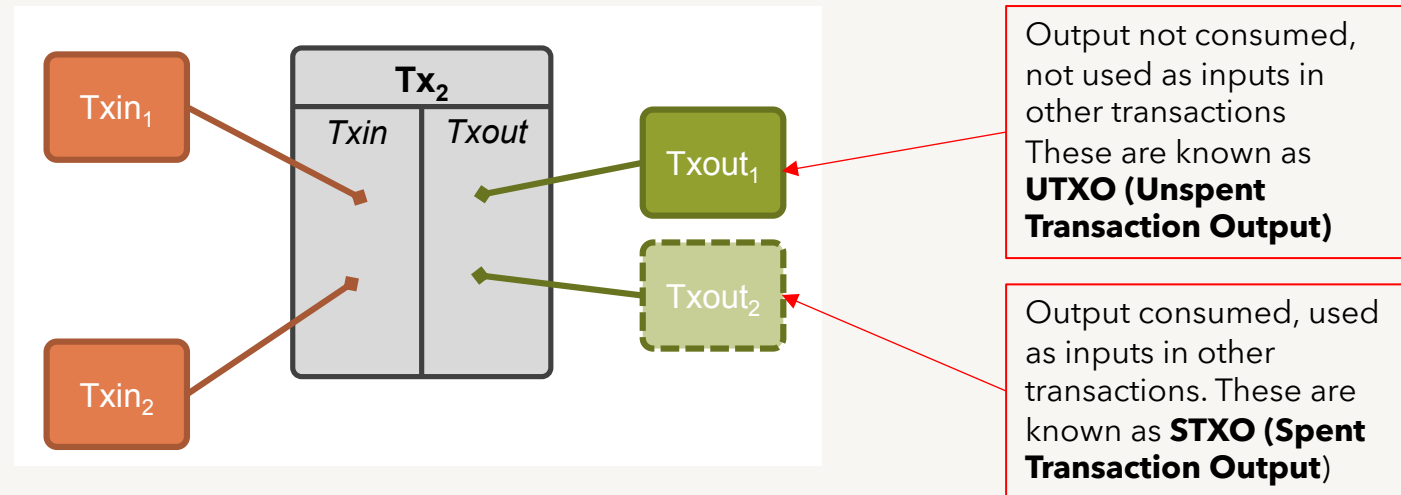 Txin₁
Txin₂
Tx₂
Txin Txout
Txout₁
Txout₂
Output not consumed,
not used as inputs in
other transactions
These are known as
UTXO (Unspent
Transaction Output)
Output consumed, used
as inputs in other
transactions. These are
known as STXO (Spent
Transaction Output)